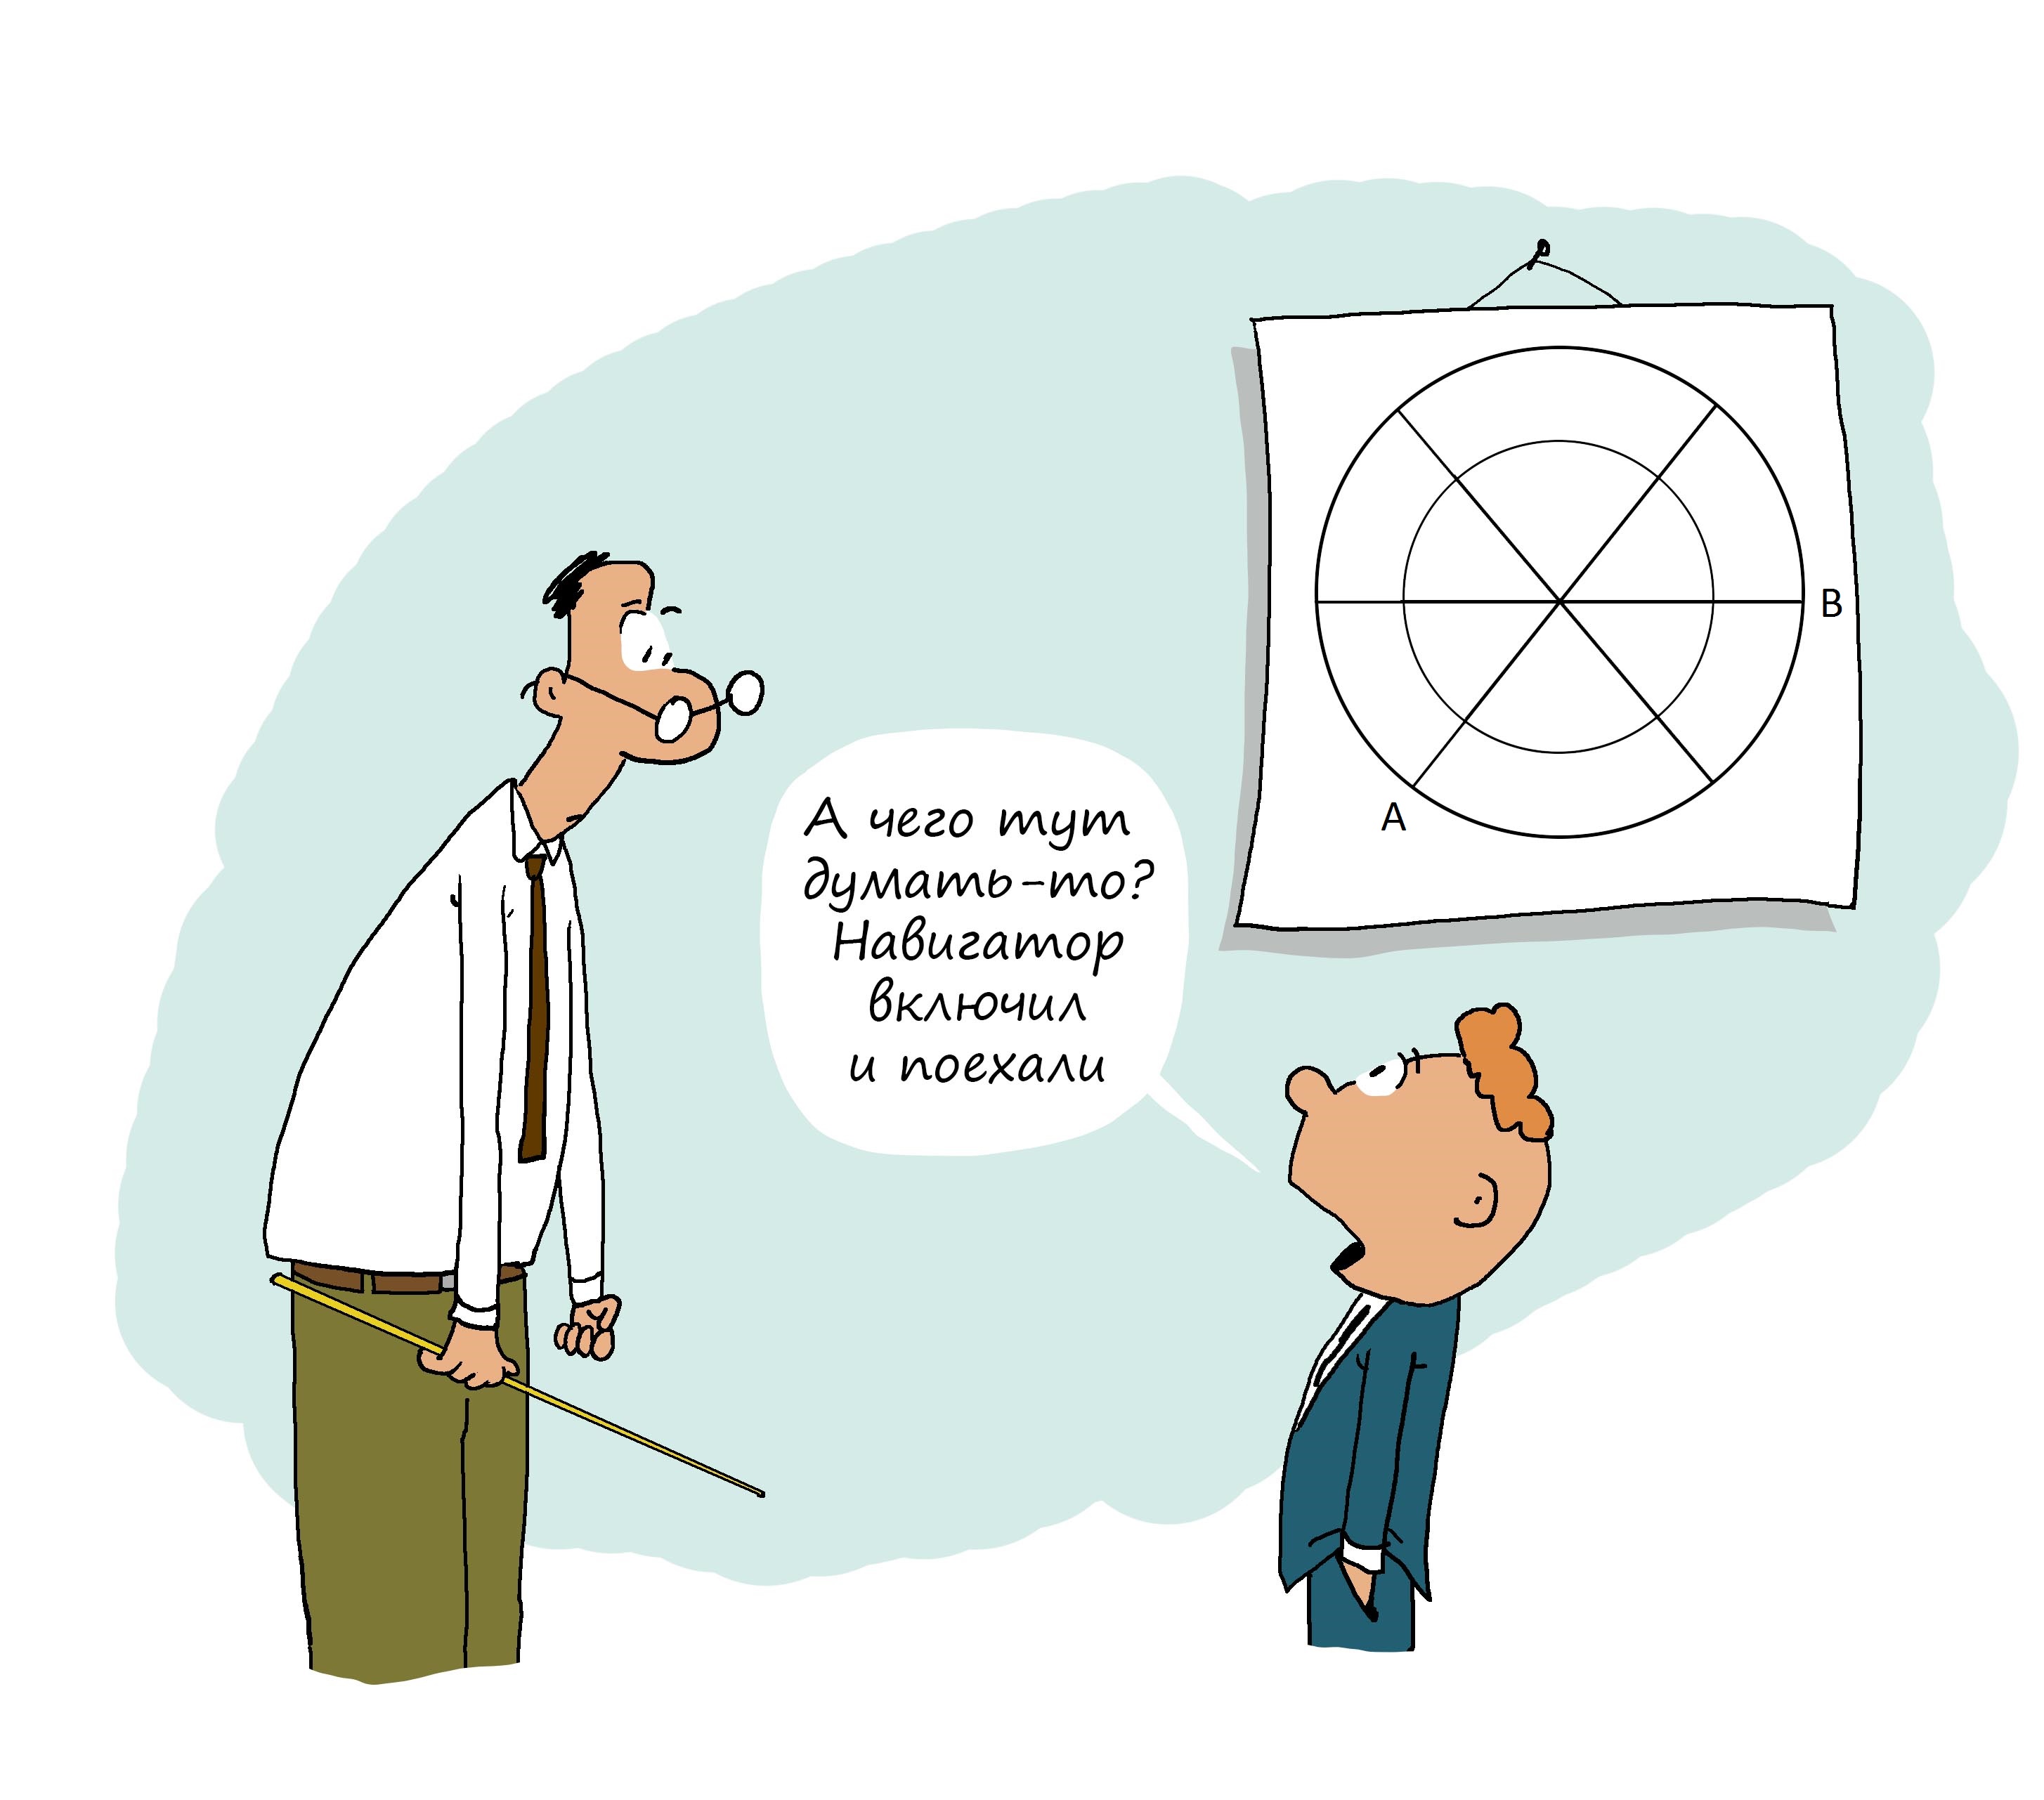 А чего тут
думать-то?
Навигатор
включил
и поехали
B
A